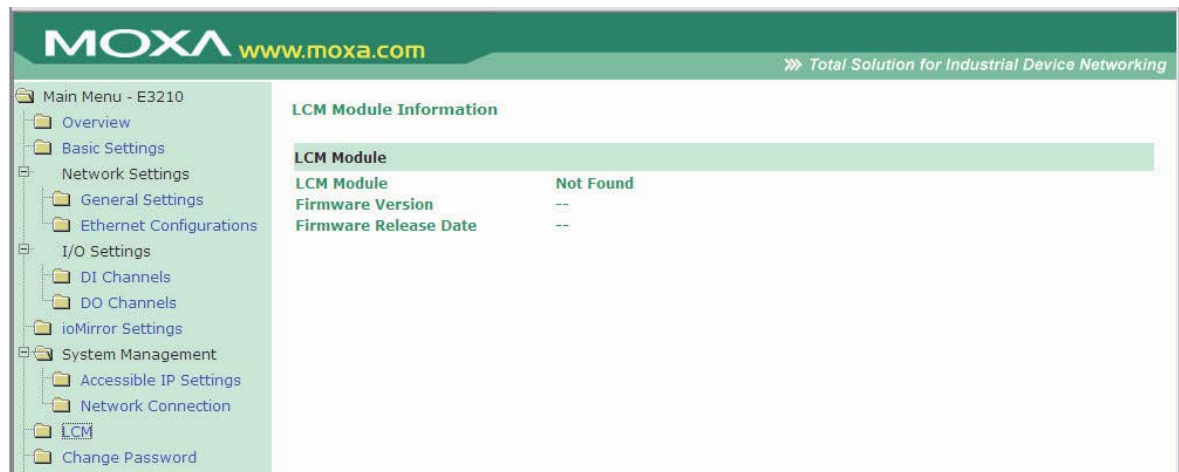 MOXA www.moxa.com
Total Solution for Industrial Device Networking
Main Menu - E3210
Overview
Basic Settings
Network Settings
General Settings
Ethernet Configurations
I/O Settings
DI Channels
DO Channels
ioMirror Settings
System Management
Accessible IP Settings
Network Connection
LCM
Change Password
LCM Module Information
LCM Module
LCM Module Not Found
Firmware Version --
Firmware Release Date --